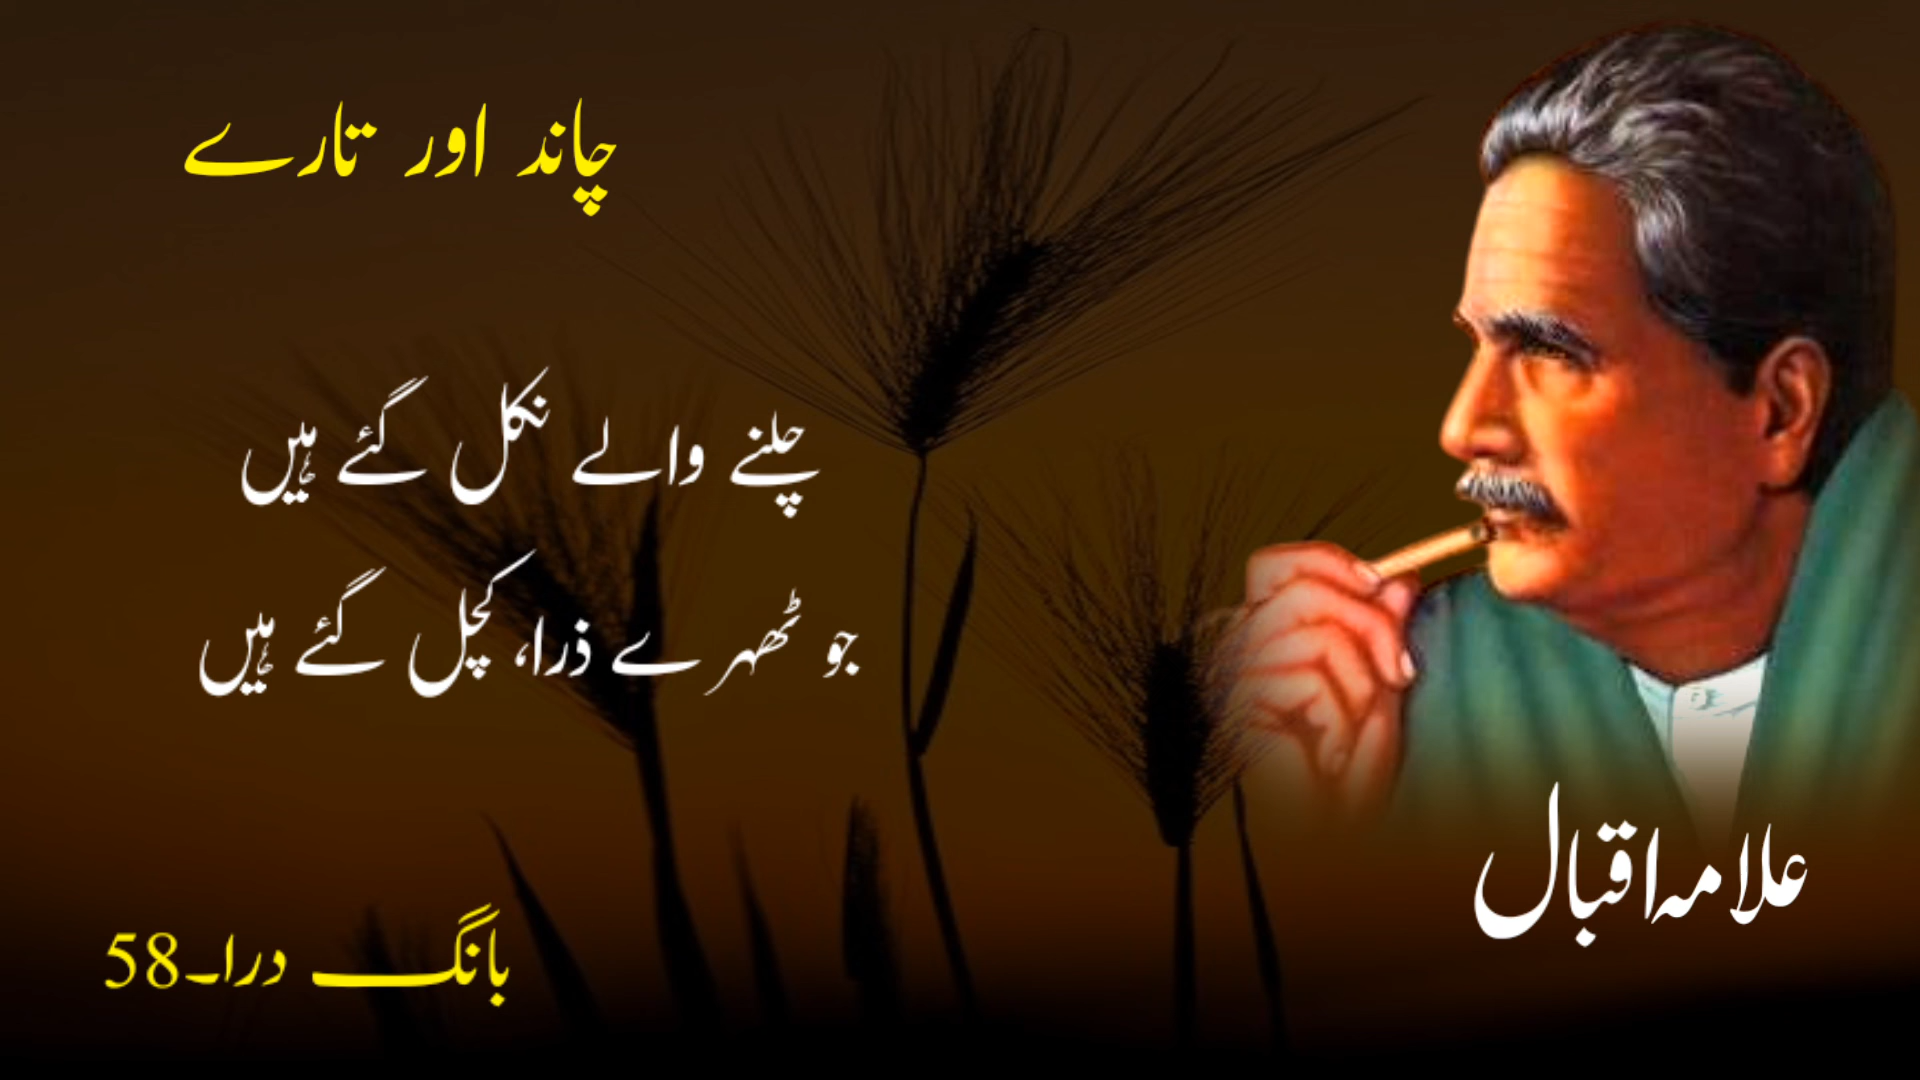 چاند اور تارے
چلنے والے نکل گئے ہیں
جو ٹھہرے ذرا، کچل گئے ہیں
علامہ اقبال
بانگ درا۔58